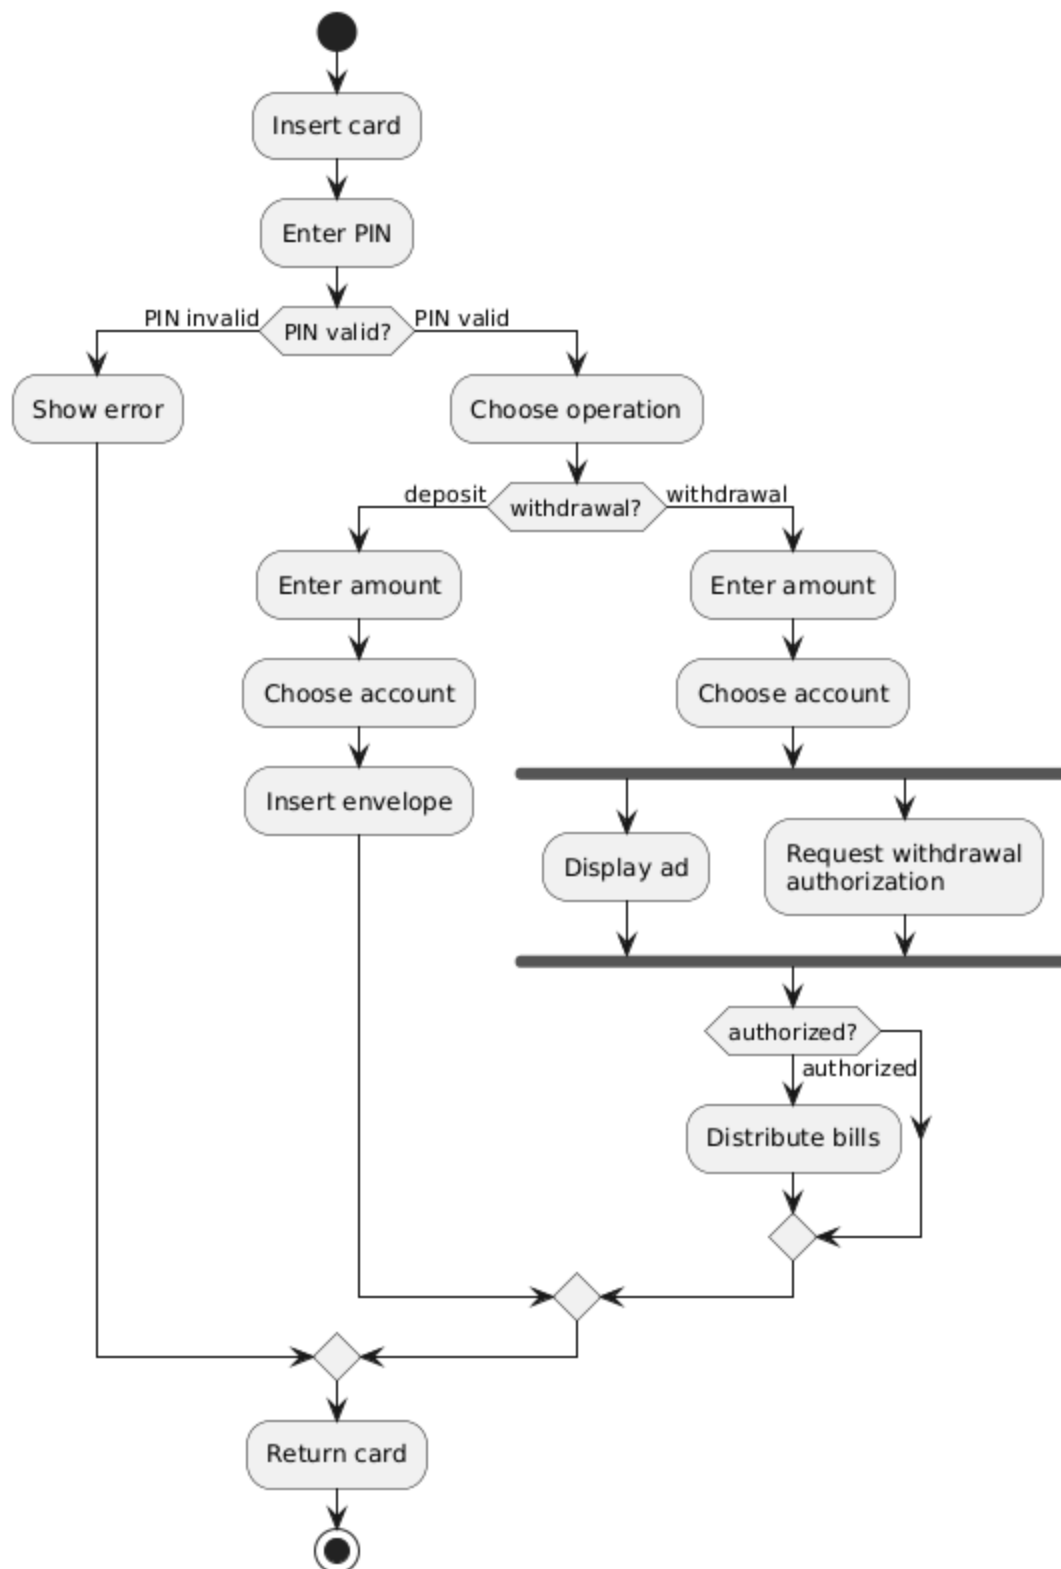 Insert card
Enter PIN
PIN invalid
PIN valid?
PIN valid
Show error
Choose operation
deposit
withdrawal?
withdrawal
Enter amount
Enter amount
Choose account
Choose account
Insert envelope
Display ad
Request withdrawal
authorization
authorized?
authorized
Distribute bills
Return card